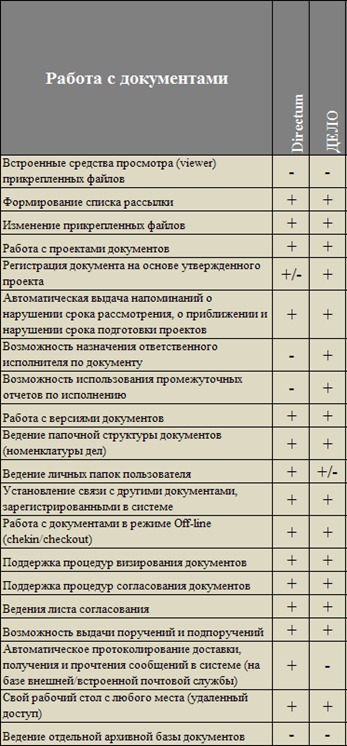 Работа с документами
Directum
ДЕЛО
Встроенные средства просмотра (viewer)
прикрепленных файлов
- -
Формирование списка рассылки + +
Изменение прикрепленных файлов + +
Работа с проектами документов + +
Регистрация документа на основе утвержденного
проекта
+/- +
Автоматическая выдача напоминаний о
нарушении срока рассмотрения, о приближении и
нарушении срока подготовки проектов
+ +
Возможность назначения ответственного
исполнителя по документу
- +
Возможность использования промежуточных
отчетов по исполнению
- +
Работа с версиями документов + +
Ведение папочной структуры документов
(номенклатуры дел)
+ +
Ведение личных папок пользователя + +/-
Установление связи с другими документами,
зарегистрированными в системе
+ +
Работа с документами в режиме Off-line
(chekin/checkout)
+ +
Поддержка процедур визирования документов + +
Поддержка процедур согласования документов + +
Ведения листа согласования + +
Возможность выдачи поручений и подпоручений + +
Автоматическое протоколирование доставки,
получения и прочтения сообщений в системе (на
базе внешней/встроенной почтовой службы)
+ -
Свой рабочий стол с любого места (удаленный
доступ)
+ +
Ведение отдельной архивной базы документов - -